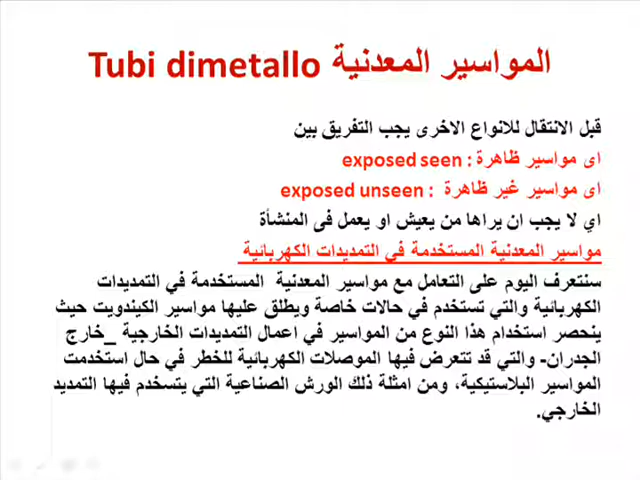 المواسير المعدنية Tubi dimetallo
قبل الانتقال للانواع الاخرى يجب التفريق بين
اى مواسير ظاهرة : exposed seen
اى مواسير غير ظاهرة : exposed unseen
اي لا يجب ان يراها من يعيش او يعمل فى المنشأة
مواسير المعدنية المستخدمة في التمديدات الكهربائية
سنتعرف اليوم على التعامل مع مواسير المعدنية المستخدمة في التمديدات
الكهربائية والتي تستخدم في حالات خاصة ويطلق عليها مواسير الكيندويت حيث
ينحصر استخدام هذا النوع من المواسير في اعمال التمديدات الخارجية _خارج
الجدران- والتي قد تتعرض فيها الموصلات الكهربائية للخطر في حال استخدمت
المواسير البلاستيكية، ومن امثلة ذلك الورش الصناعية التي يتسخدم فيها التمديد
الخارجي.